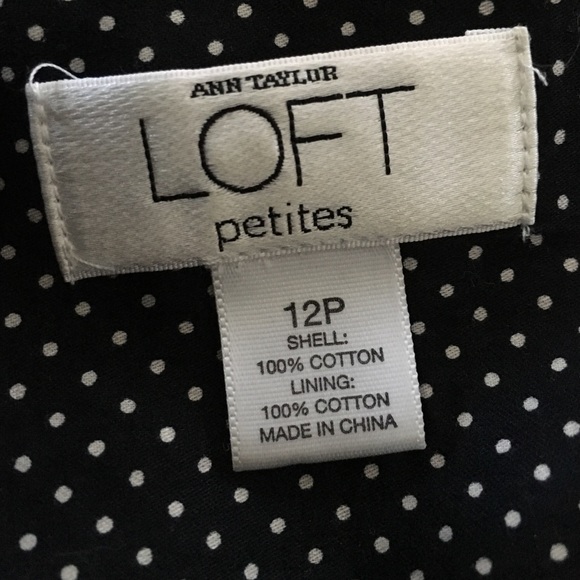 ANN TAYLOR
LOFT
petites
12P
SHELL:
100% COTTON
LINING:
100% COTTON
MADE IN CHINA